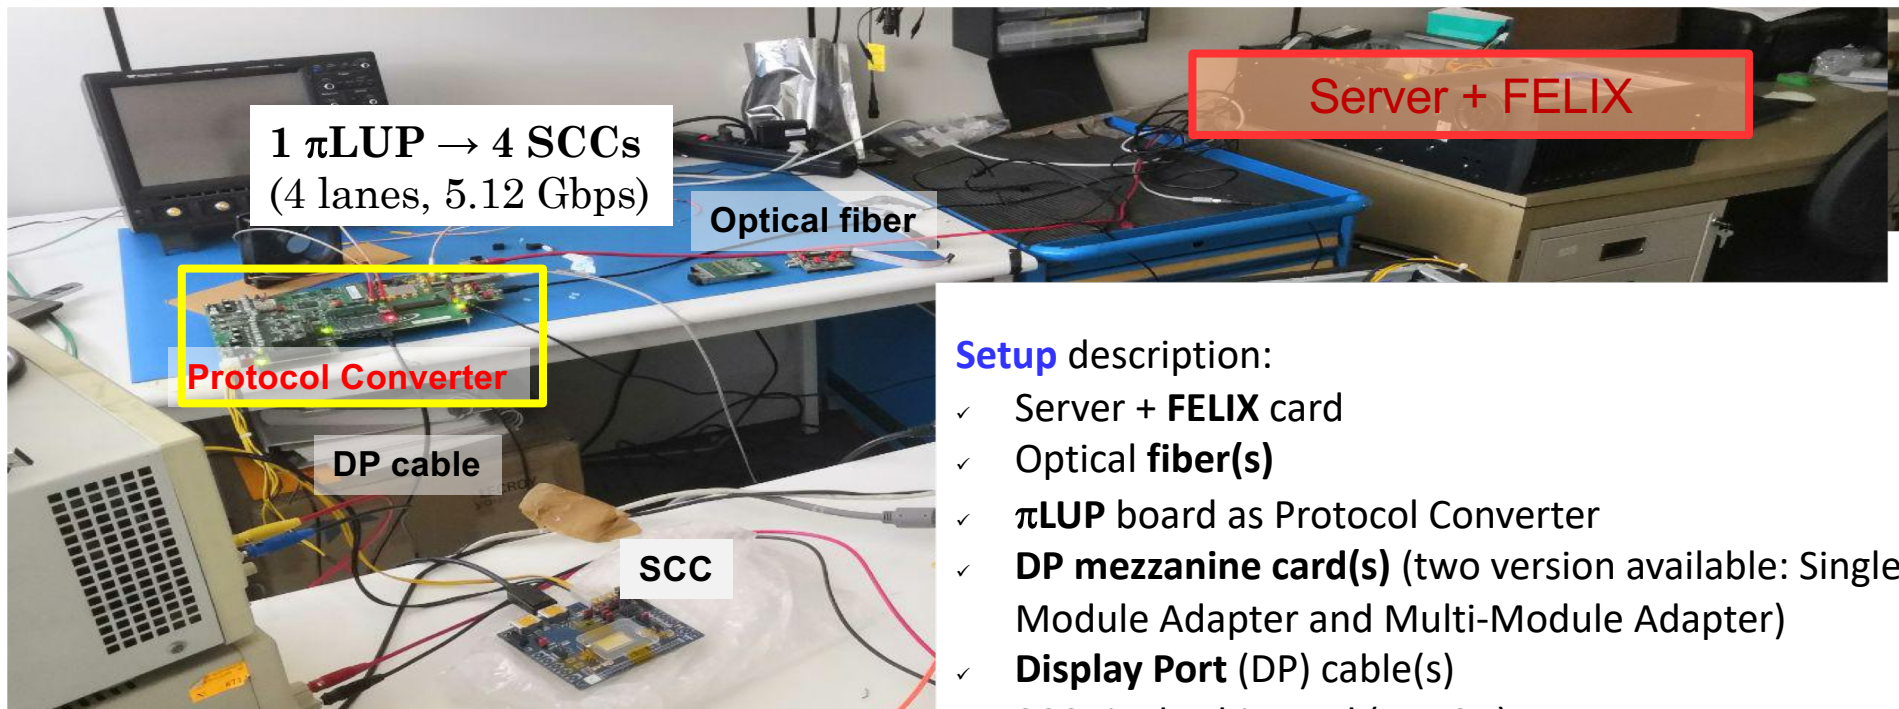 Server + FELIX
1 πLUP → 4 SCCs
(4 lanes, 5.12 Gbps)
Optical fiber
Protocol Converter
DP cable
SCC
Setup description:
✓ Server + FELIX card
✓ Optical fiber(s)
✓ πLUP board as Protocol Converter
✓ DP mezzanine card(s) (two version available: Single
Module Adapter and Multi-Module Adapter)
✓ Display Port (DP) cable(s)